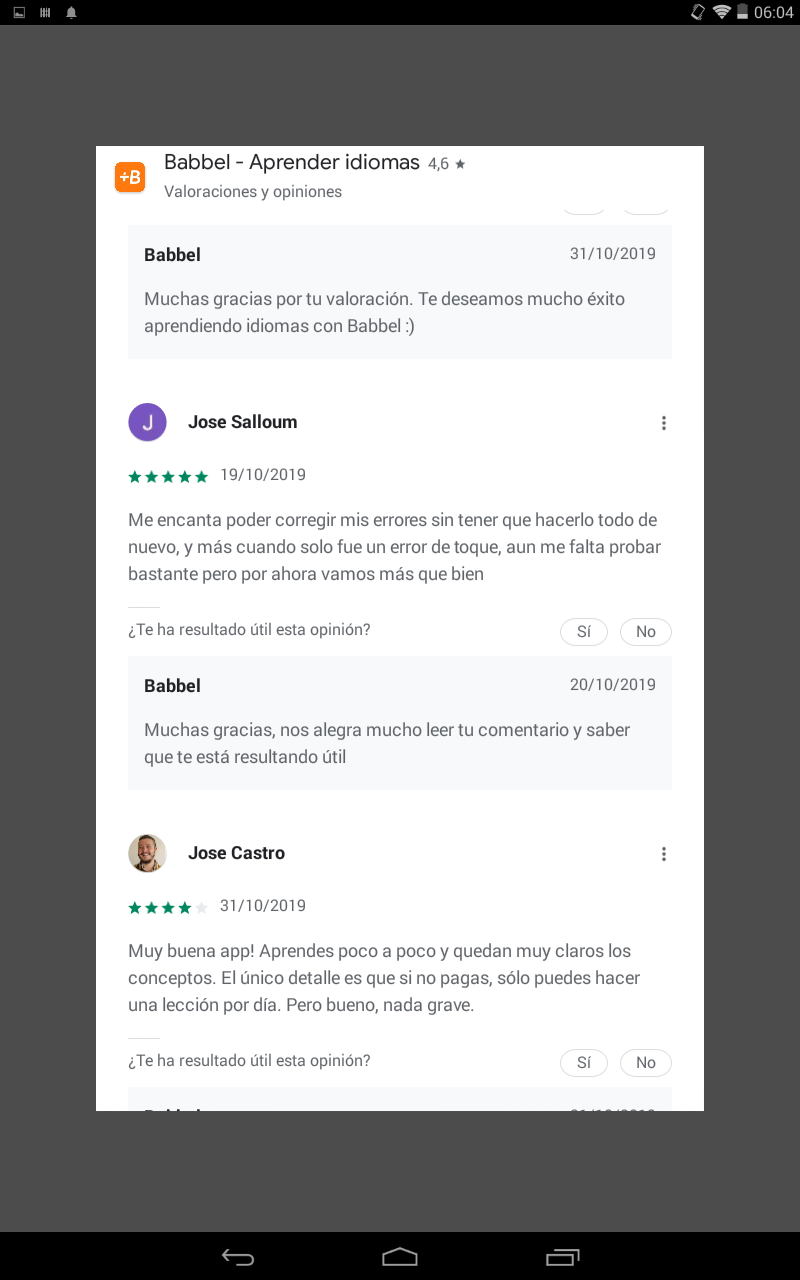 06:04
+B
Babbel - Aprender idiomas 4,6 ★
Valoraciones y opiniones
Babbel 31/10/2019
Muchas gracias por tu valoración. Te deseamos mucho éxito
aprendiendo idiomas con Babbel :)
J Jose Salloum
19/10/2019
Me encanta poder corregir mis errores sin tener que hacerlo todo de
nuevo, y más cuando solo fue un error de toque, aun me falta probar
bastante pero por ahora vamos más que bien
¿Te ha resultado útil esta opinión? Sí No
Babbel 20/10/2019
Muchas gracias, nos alegra mucho leer tu comentario y saber
que te está resultando útil
Jose Castro
31/10/2019
Muy buena app! Aprendes poco a poco y quedan muy claros los
conceptos. El único detalle es que si no pagas, sólo puedes hacer
una lección por día. Pero bueno, nada grave.
¿Te ha resultado útil esta opinión? Sí No